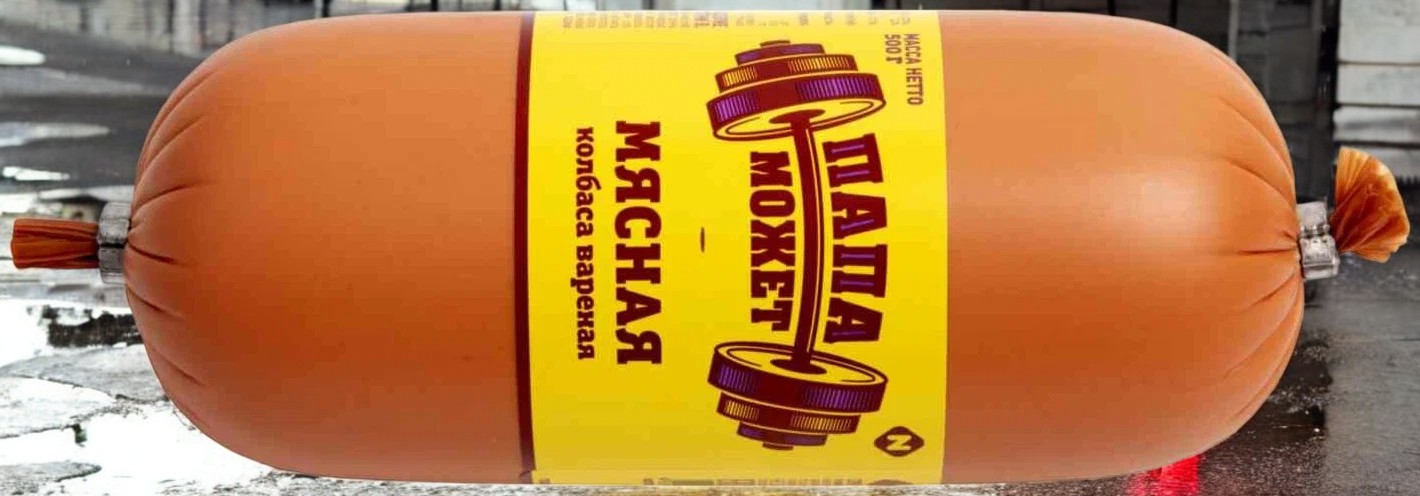 МАССА НЕТТО
500 Г
ПАПА
МОЖЕТ
МЯСНАЯ
колбаса вареная